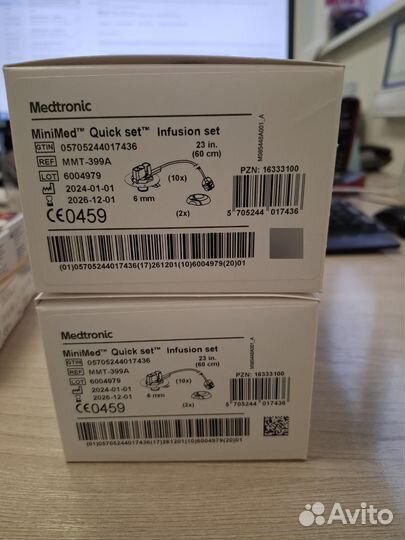 Medtronic
MiniMed™ Quick set™ Infusion set
GTIN 05705244017436
23 in.
(60 cm)
REF MMT-399A
LOT 6004979
(10x)
2024-01-01
2026-12-01
6 mm
(2x)
CE0459
PZN: 16333100
5 705244 017436
M985448A001_A
(01)05705244017436(17)261201(10)6004979(20)01
Medtronic
MiniMed™ Quick set™ Infusion set
GTIN 05705244017436
23 in.
(60 cm)
REF MMT-399A
LOT 6004979
(10x)
2024-01-01
2026-12-01
6 mm
(2x)
CE0459
PZN: 16333100
5 705244 017436
(01)05705244017436(17)261201(10)6004979(20)01
Avito